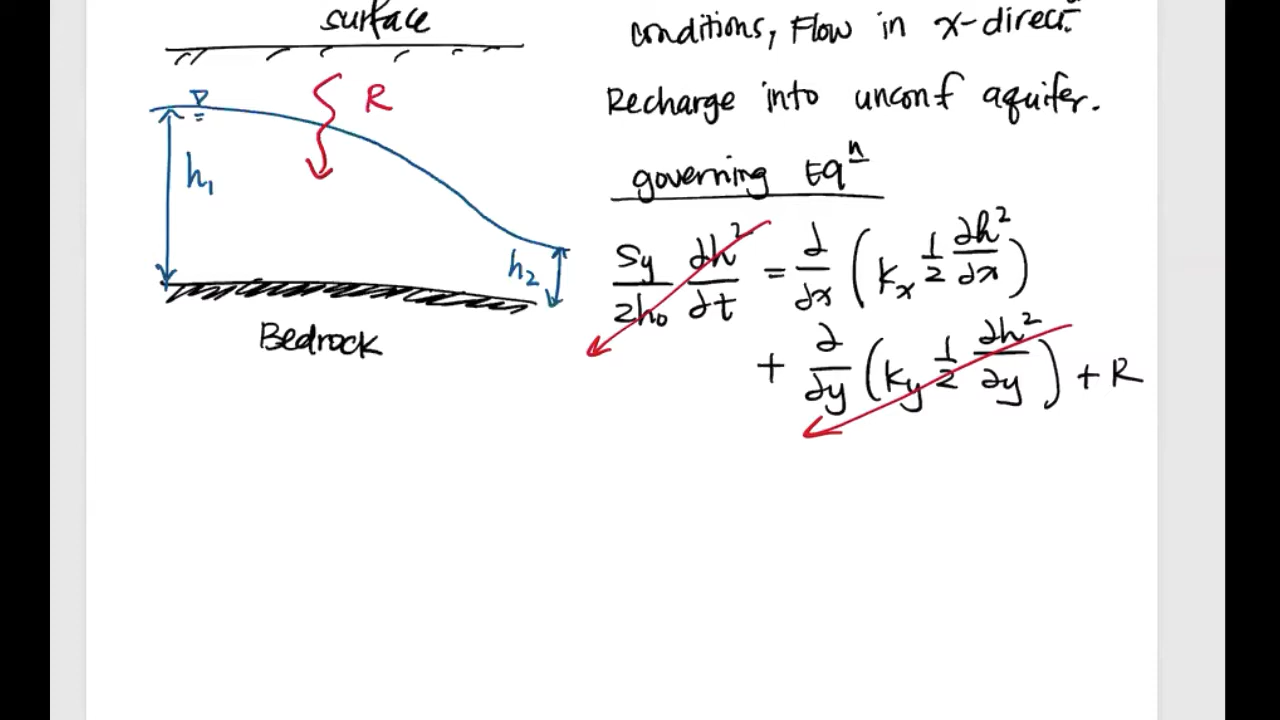 surface
R
h₁
h₂
Bedrock
conditions, Flow in x-direct.
Recharge into unconf aquifer.
governing Eqⁿ
Sy/2h₀ ∂h²/∂t = ∂/∂x (Kₓ 1/2 ∂h²/∂x)
+ ∂/∂y (Ky 1/2 ∂h²/∂y) + R